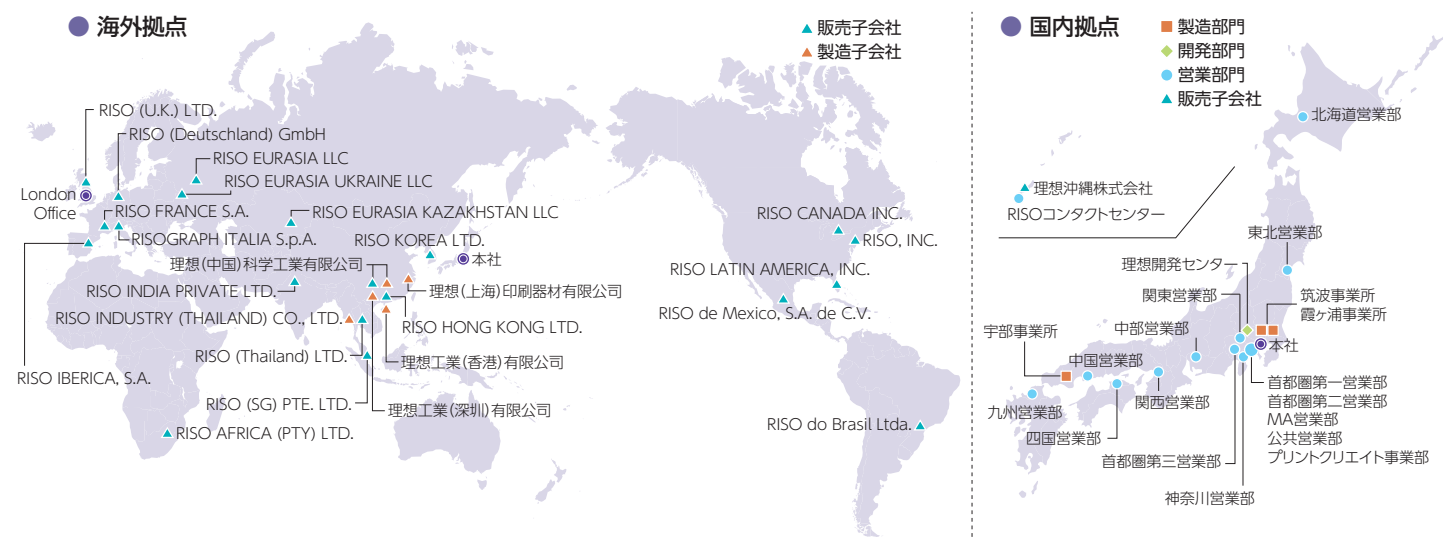 海外拠点
販売子会社
製造子会社
RISO (U.K.) LTD.
RISO (Deutschland) GmbH
RISO EURASIA LLC
RISO EURASIA UKRAINE LLC
London
Office
RISO FRANCE S.A.
RISO EURASIA KAZAKHSTAN LLC
RISOGRAPH ITALIA S.p.A.
RISO KOREA LTD.
本社
理想(中国)科学工業有限公司
RISO INDIA PRIVATE LTD.
理想(上海)印刷器材有限公司
RISO INDUSTRY (THAILAND) CO., LTD.
RISO HONG KONG LTD.
RISO (Thailand) LTD.
理想工業(香港)有限公司
RISO IBERICA, S.A.
RISO (SG) PTE. LTD.
理想工業(深圳)有限公司
RISO AFRICA (PTY) LTD.
RISO CANADA INC.
RISO, INC.
RISO LATIN AMERICA, INC.
RISO de Mexico, S.A. de C.V.
RISO do Brasil Ltda.
国内拠点
製造部門
開発部門
営業部門
販売子会社
北海道営業部
理想沖縄株式会社
RISOコンタクトセンター
東北営業部
理想開発センター
関東営業部
筑波事業所
霞ヶ浦事業所
中部営業部
宇部事業所
本社
中国営業部
首都圏第一営業部
首都圏第二営業部
MA営業部
公共営業部
プリントクリエイト事業部
九州営業部
関西営業部
四国営業部
首都圏第三営業部
神奈川営業部